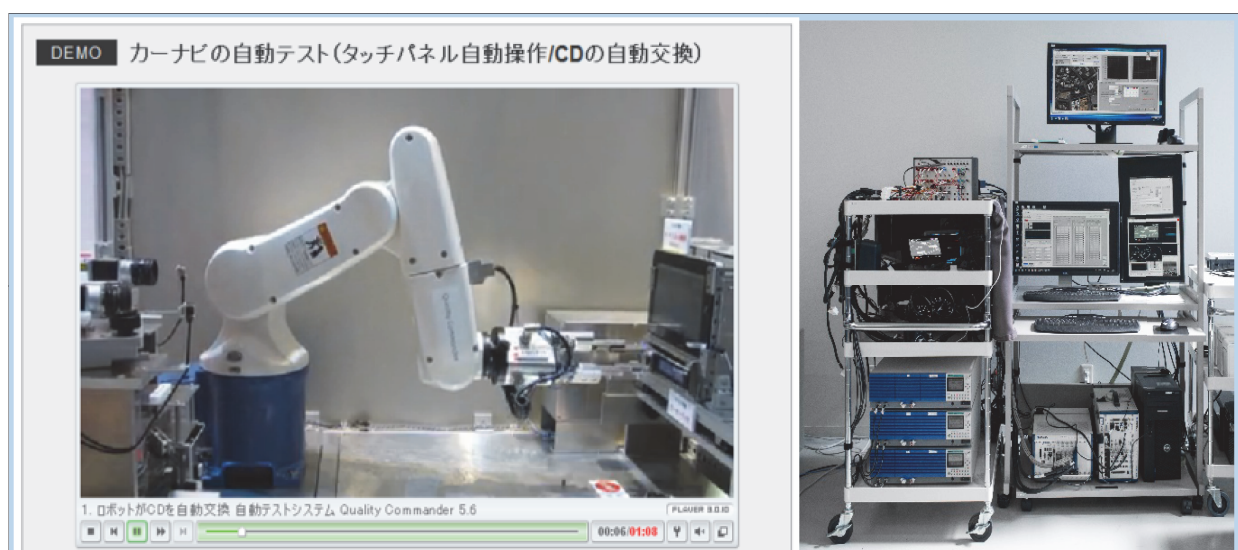 DEMO カーナビの自動テスト(タッチパネル自動操作/CDの自動交換)
Quality Commander
1. ロボットがCDを自動交換 自動テストシステム Quality Commander 5.6
PLAYER 3.0.10
00:06/01:08